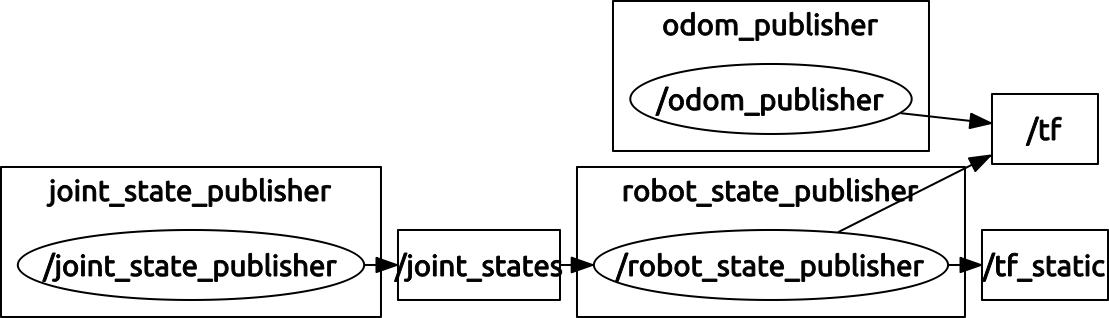 odom_publisher
/odom_publisher
/tf
joint_state_publisher
robot_state_publisher
/joint_state_publisher
/joint_states
/robot_state_publisher
/tf_static